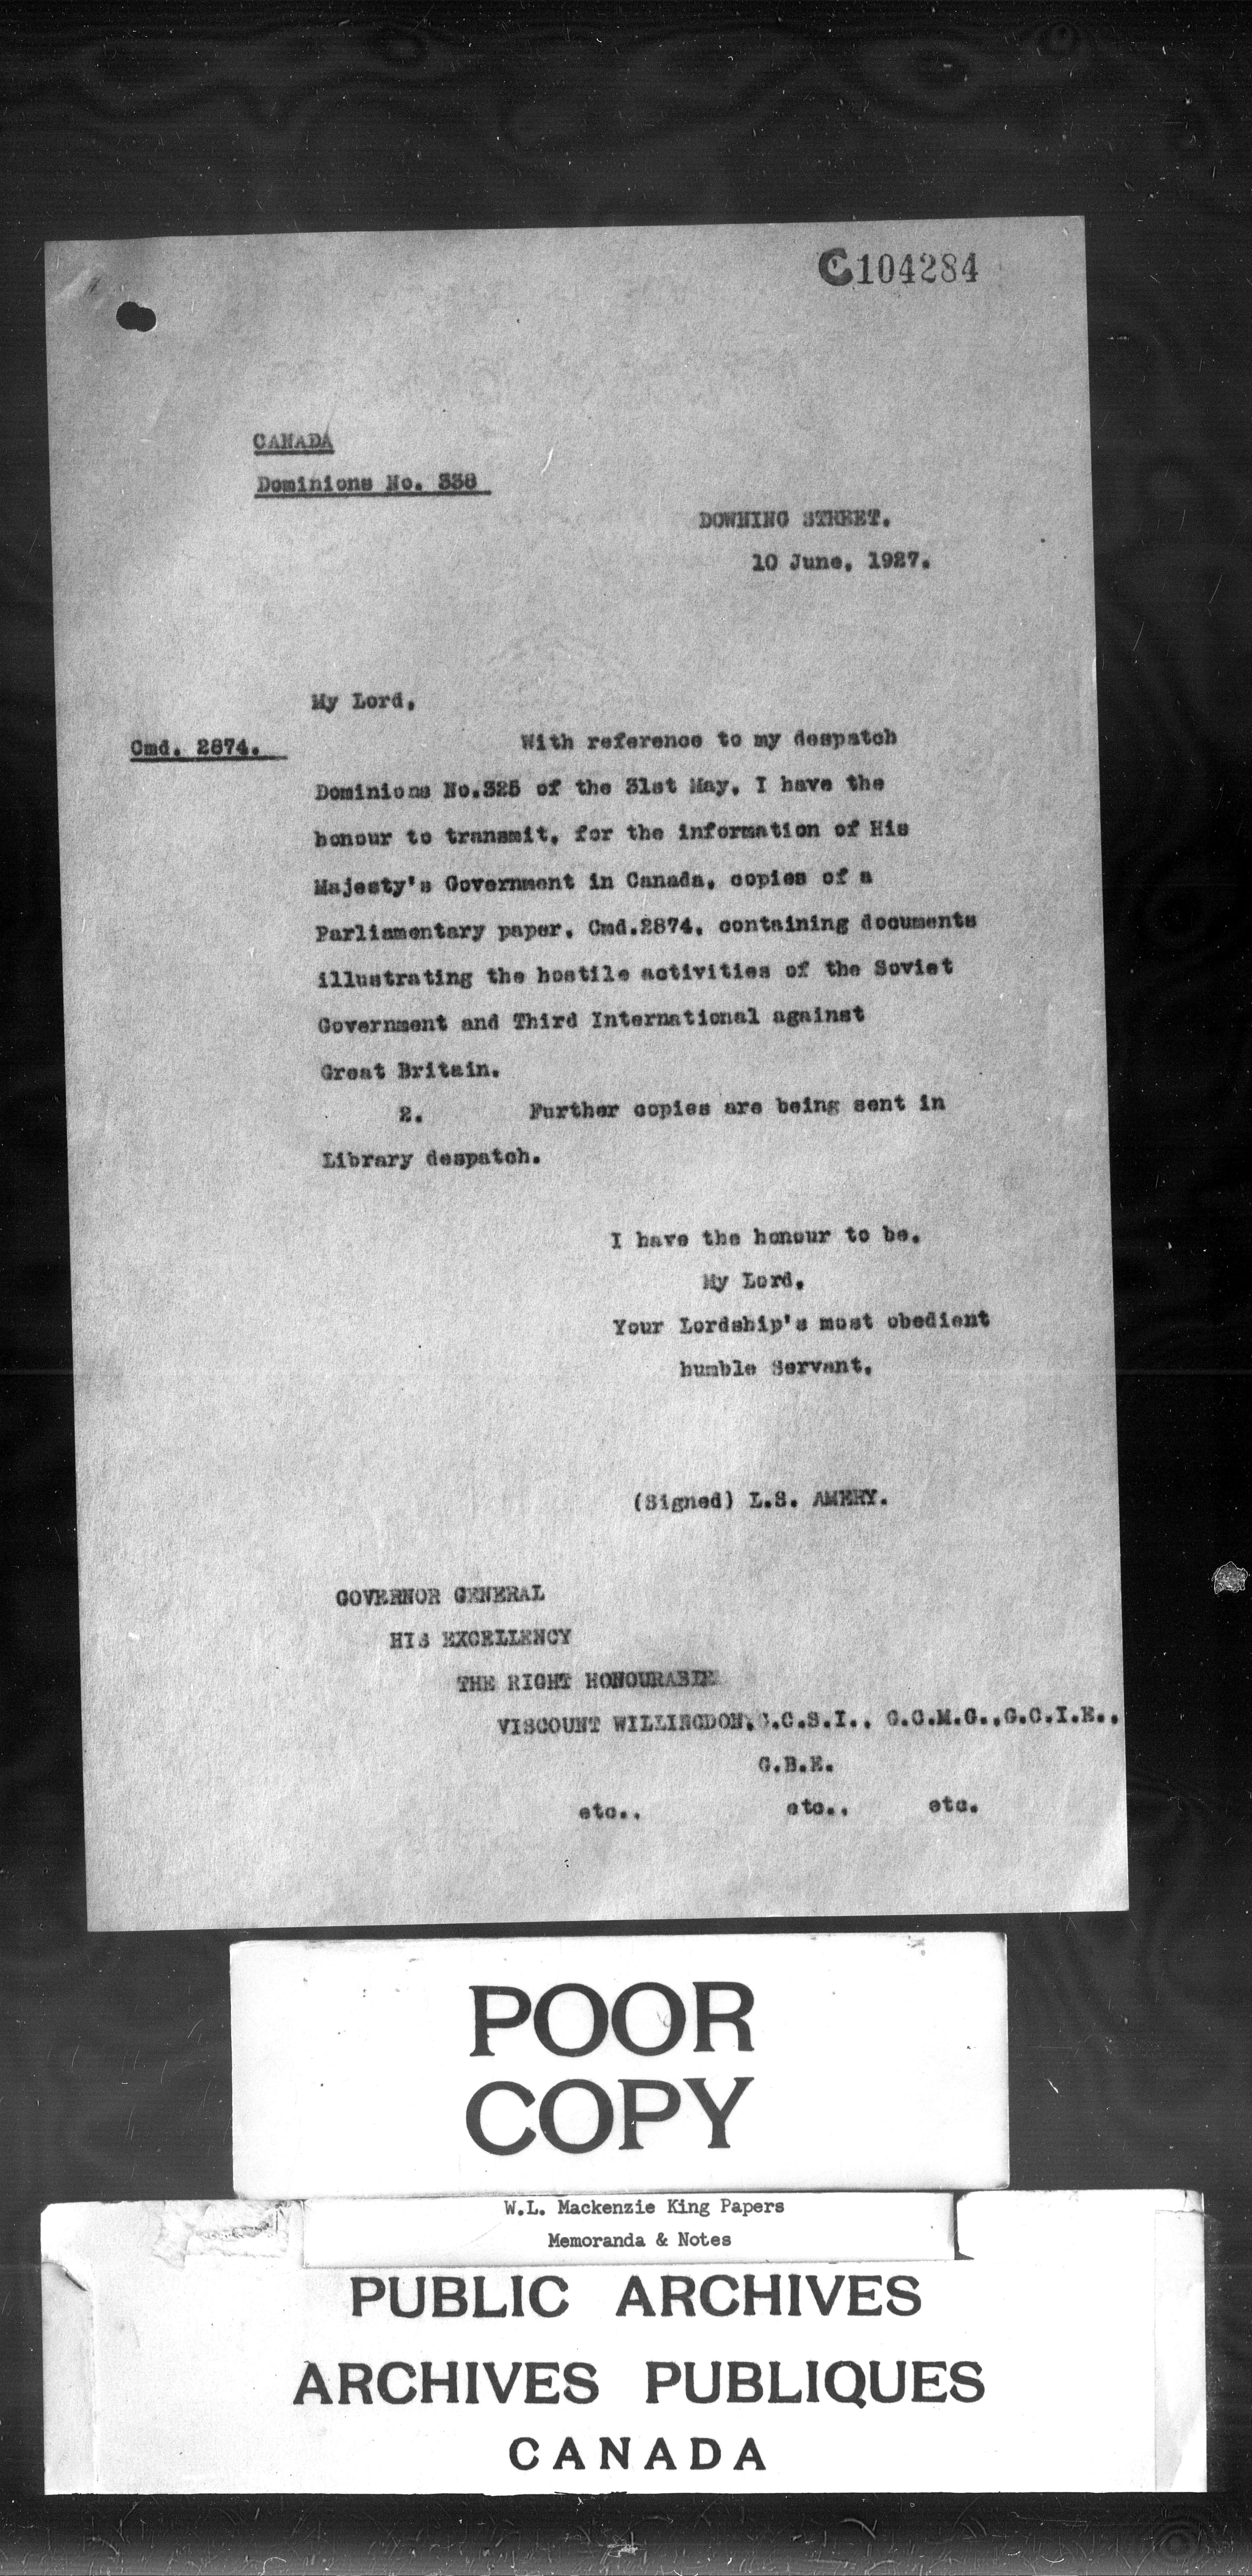 C104284
CANADA
Dominions No. 338
DOWNING STREET.
10 June, 1927.
My Lord,
Cmd. 2874.
With reference to my despatch
Dominions No.325 of the 31st May, I have the
honour to transmit, for the information of His
Majesty's Government in Canada, copies of a
Parliamentary paper, Cmd.2874, containing documents
illustrating the hostile activities of the Soviet
Government and Third International against
Great Britain.
2. Further copies are being sent in
Library despatch.
I have the honour to be,
My Lord,
Your Lordship's most obedient
humble Servant,
(Signed) L.S. AMERY.
GOVERNOR GENERAL
HIS EXCELLENCY
THE RIGHT HONOURABLE
VISCOUNT WILLINGDON, G.C.S.I., G.C.M.G.,G.C.I.E.,
G.B.E.
etc., etc., etc.
POOR
COPY
W.L. Mackenzie King Papers
Memoranda & Notes
PUBLIC ARCHIVES
ARCHIVES PUBLIQUES
CANADA